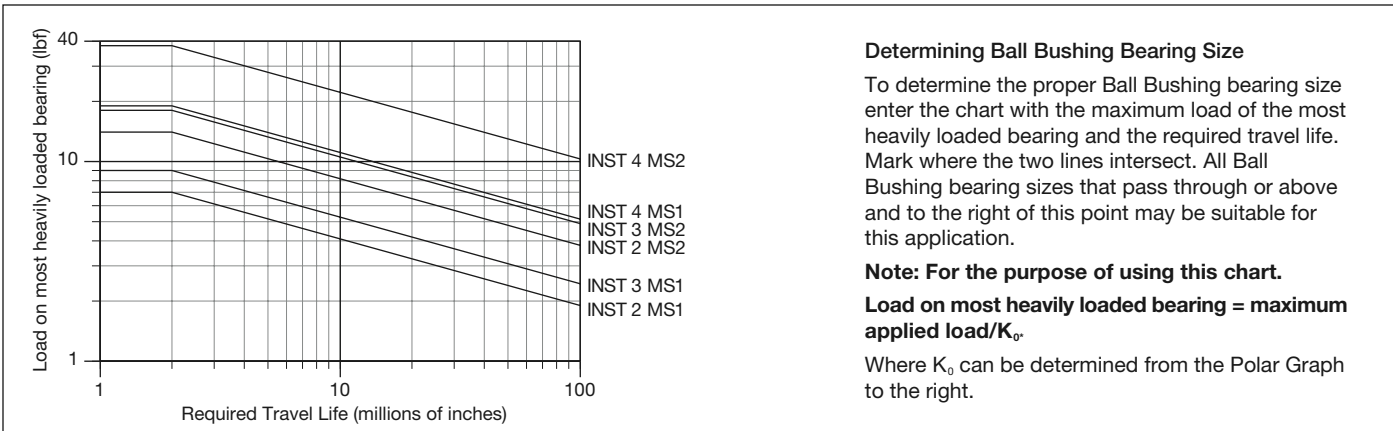 Load on most heavily loaded bearing (lbf)
40
10
1
1
10
100
Required Travel Life (millions of inches)
INST 4 MS2
INST 4 MS1
INST 3 MS2
INST 2 MS2
INST 3 MS1
INST 2 MS1
Determining Ball Bushing Bearing Size
To determine the proper Ball Bushing bearing size
enter the chart with the maximum load of the most
heavily loaded bearing and the required travel life.
Mark where the two lines intersect. All Ball
Bushing bearing sizes that pass through or above
and to the right of this point may be suitable for
this application.
Note: For the purpose of using this chart.
Load on most heavily loaded bearing = maximum
applied load/K₀.
Where K₀ can be determined from the Polar Graph
to the right.